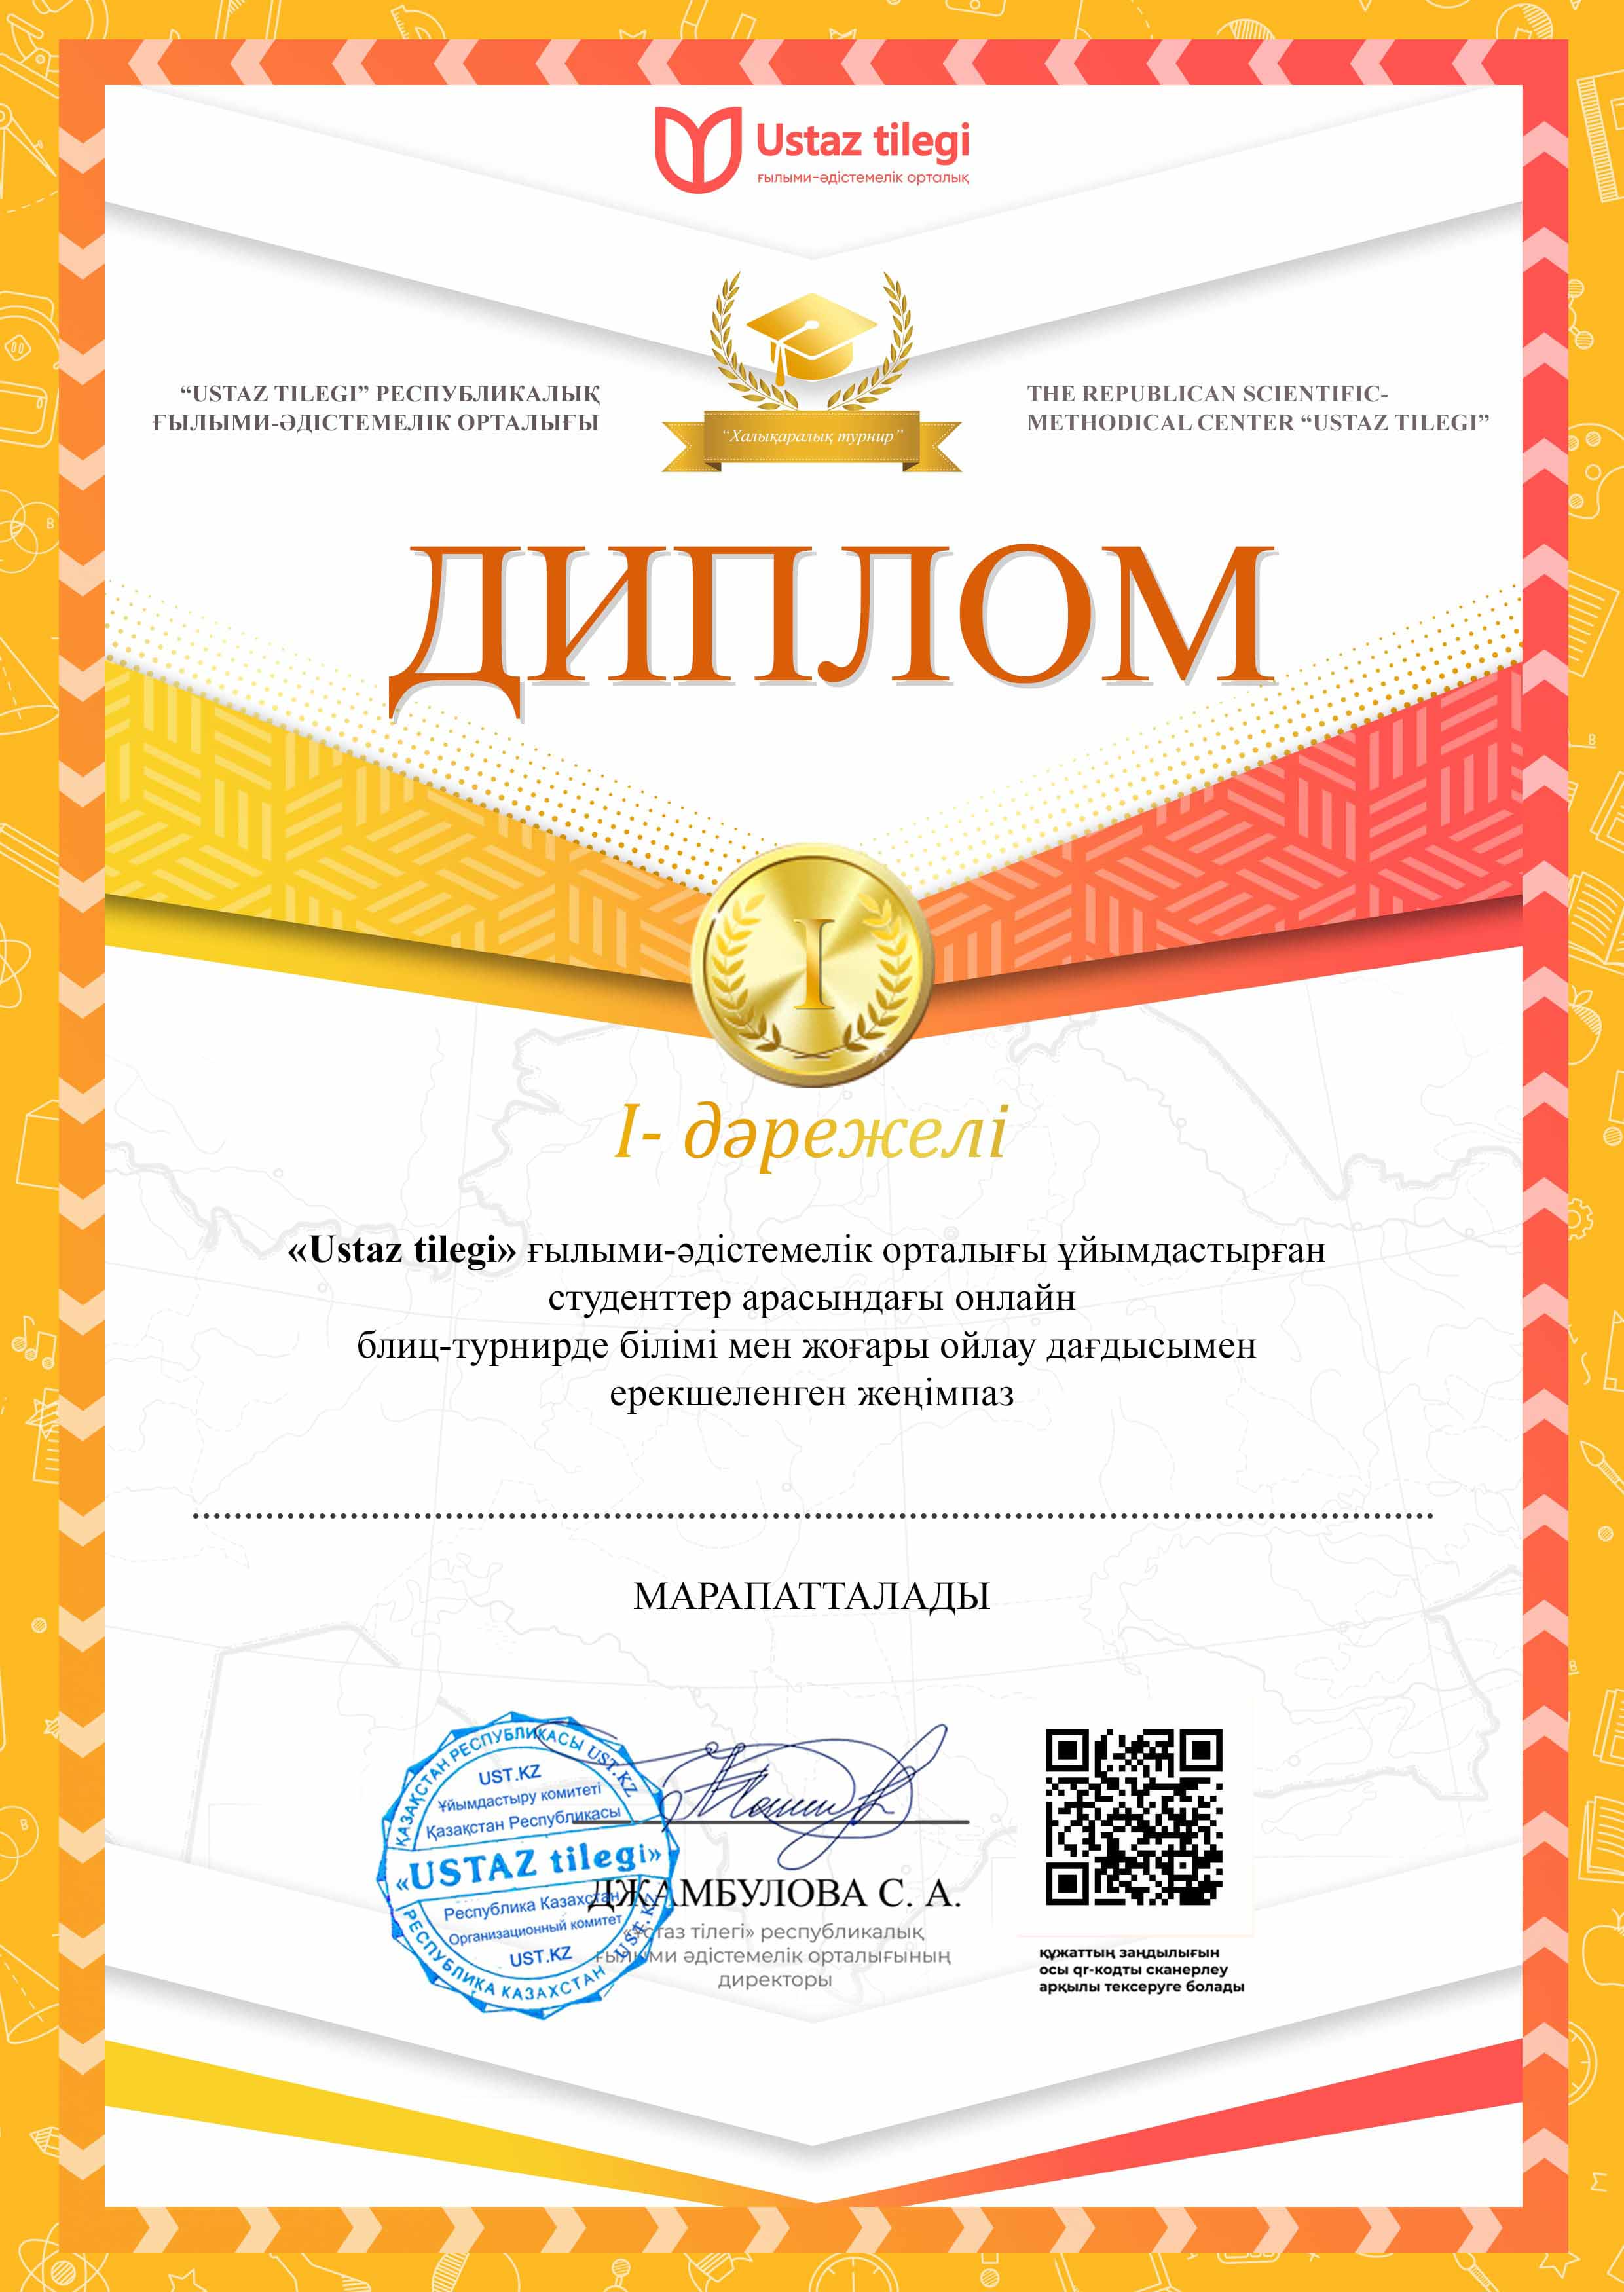 Ustaz tilegi
ғылыми-әдістемелік орталық
“USTAZ TILEGI” РЕСПУБЛИКАЛЫҚ
ҒЫЛЫМИ-ӘДІСТЕМЕЛІК ОРТАЛЫҒЫ
“Халықаралық турнир”
THE REPUBLICAN SCIENTIFIC-
METHODICAL CENTER “USTAZ TILEGI”
ДИПЛОМ
I
I- дәрежелі
«Ustaz tilegi» ғылыми-әдістемелік орталығы ұйымдастырған
студенттер арасындағы онлайн
блиц-турнирде білімі мен жоғары ойлау дағдысымен
ерекшеленген жеңімпаз
МАРАПАТТАЛАДЫ
ҚАЗАҚСТАН РЕСПУБЛИКАСЫ UST.KZ
UST.KZ
Ұйымдастыру комитеті
Қазақстан Республикасы
«USTAZ tilegi»
Республика Казахстан
Организационный комитет
UST.KZ
РЕСПУБЛИКА КАЗАХСТАН UST.KZ
ДЖАМБУЛОВА С. А.
«Ұстаз тілегі» республикалық
ғылыми әдістемелік орталығының
директоры
құжаттың заңдылығын
осы qr-кодты сканерлеу
арқылы тексеруге болады